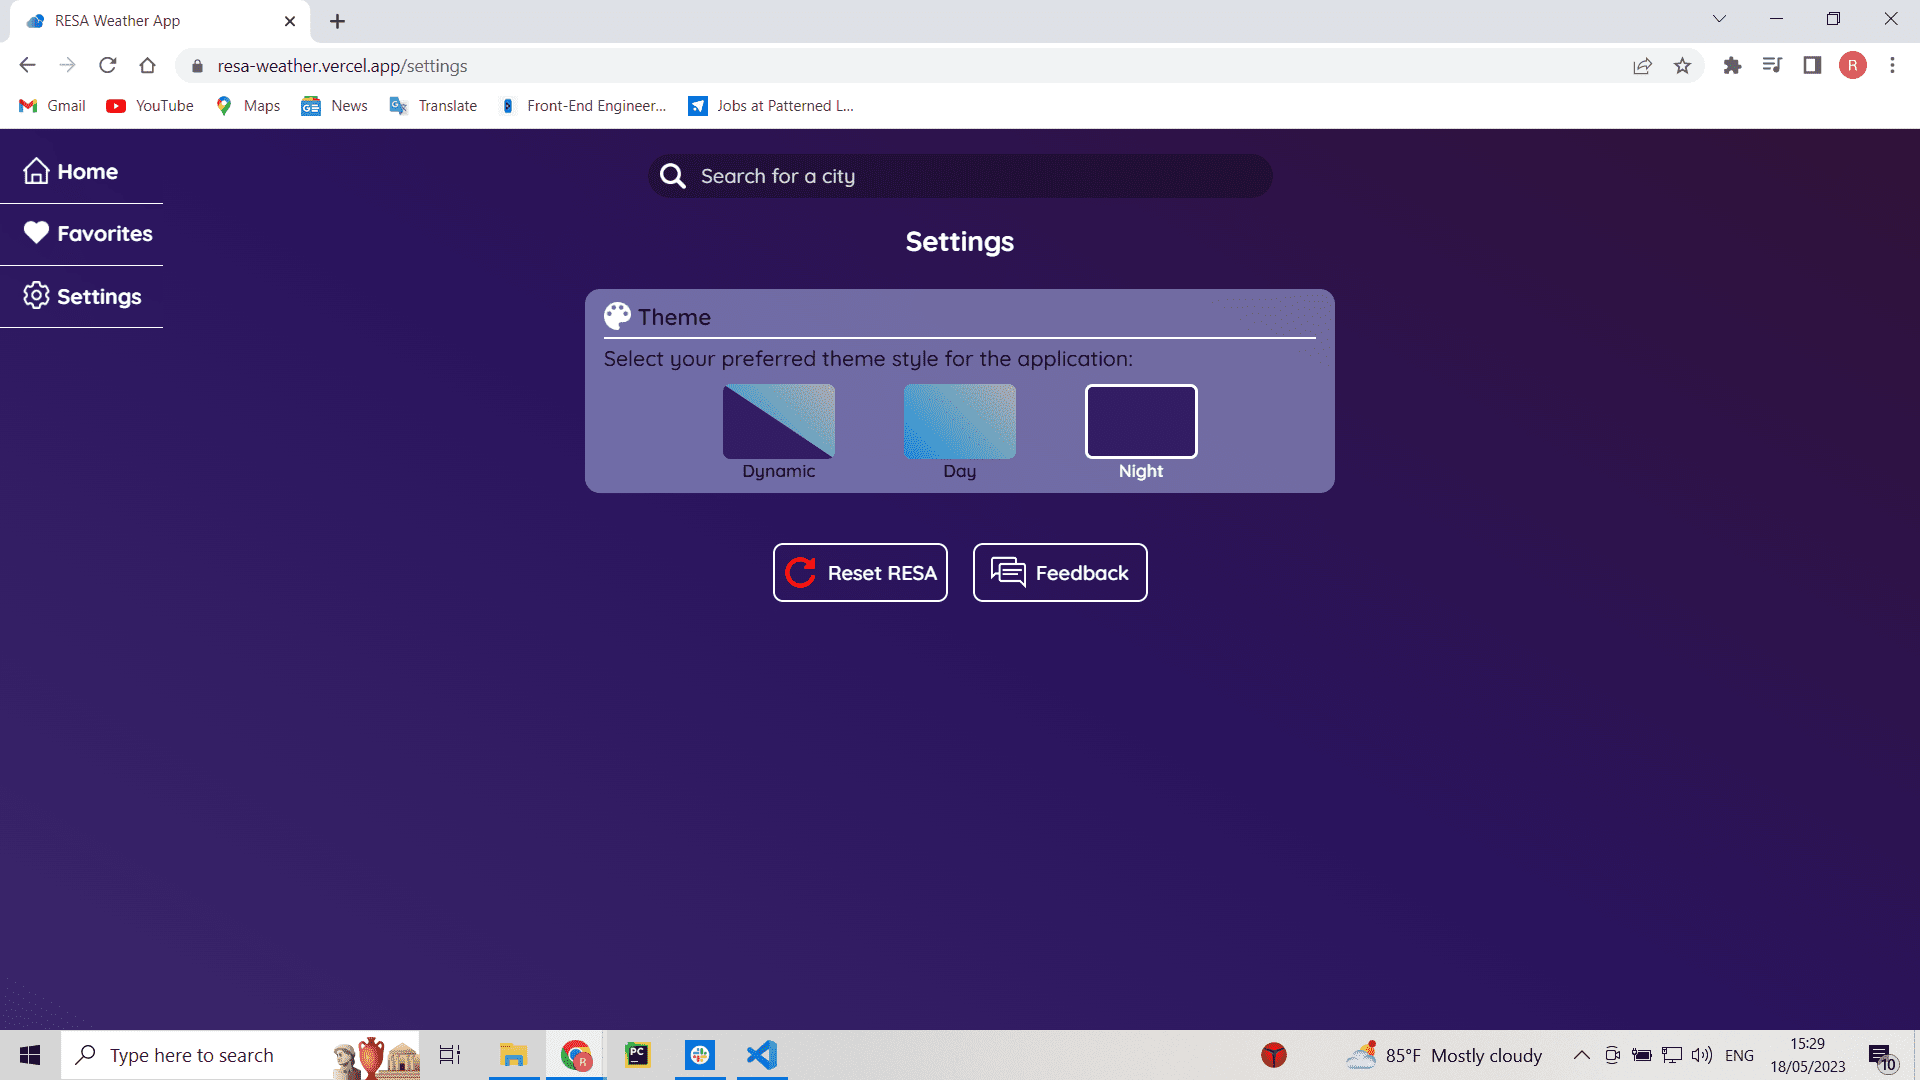 RESA Weather App
resa-weather.vercel.app/settings
R
Gmail YouTube Maps News Translate Front-End Engineer... Jobs at Patterned L...
Home
Search for a city
Favorites
Settings
Settings
Theme
Select your preferred theme style for the application:
Dynamic Day Night
Reset RESA Feedback
Type here to search
R
PC
85°F Mostly cloudy
ENG
15:29
18/05/2023
10